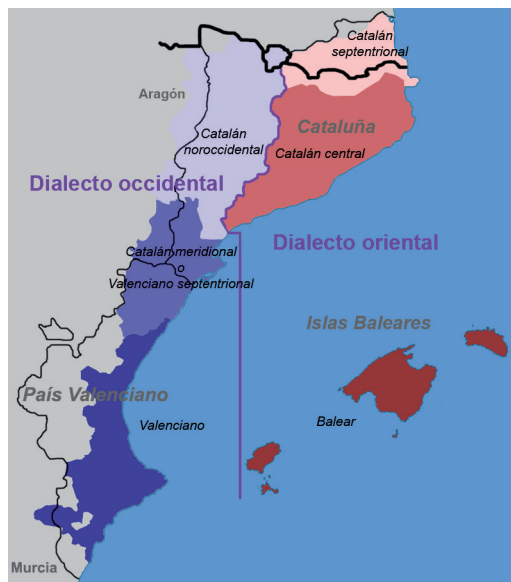 Catalán
septentrional
Aragón
Cataluña
Catalán
noroccidental
Catalán central
Dialecto occidental
Dialecto oriental
Catalán meridional
o
Valenciano septentrional
Islas Baleares
País Valenciano
Valenciano
Balear
Murcia